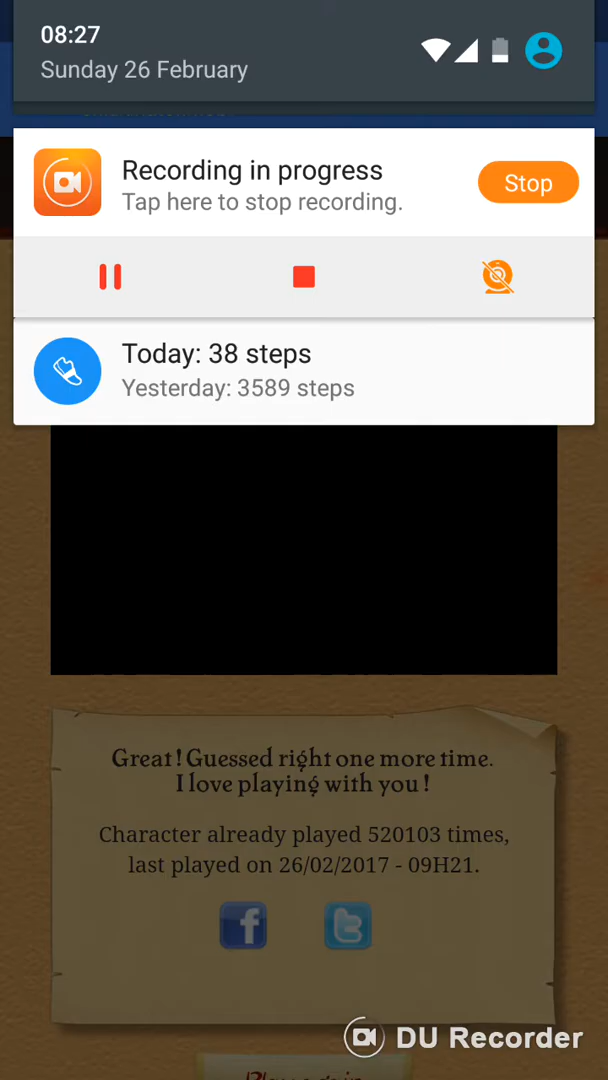 08:27
Sunday 26 February
Recording in progress
Tap here to stop recording.
Stop
Today: 38 steps
Yesterday: 3589 steps
Great ! Guessed right one more time.
I love playing with you !
Character already played 520103 times,
last played on 26/02/2017 - 09H21.
DU Recorder